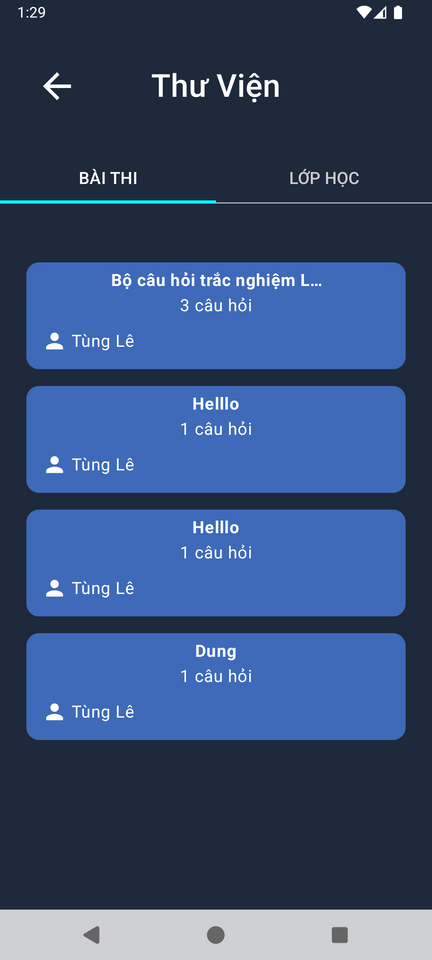 1:29
Thư Viện
BÀI THI
LỚP HỌC
Bộ câu hỏi trắc nghiệm L...
3 câu hỏi
Tùng Lê
Helllo
1 câu hỏi
Tùng Lê
Helllo
1 câu hỏi
Tùng Lê
Dung
1 câu hỏi
Tùng Lê